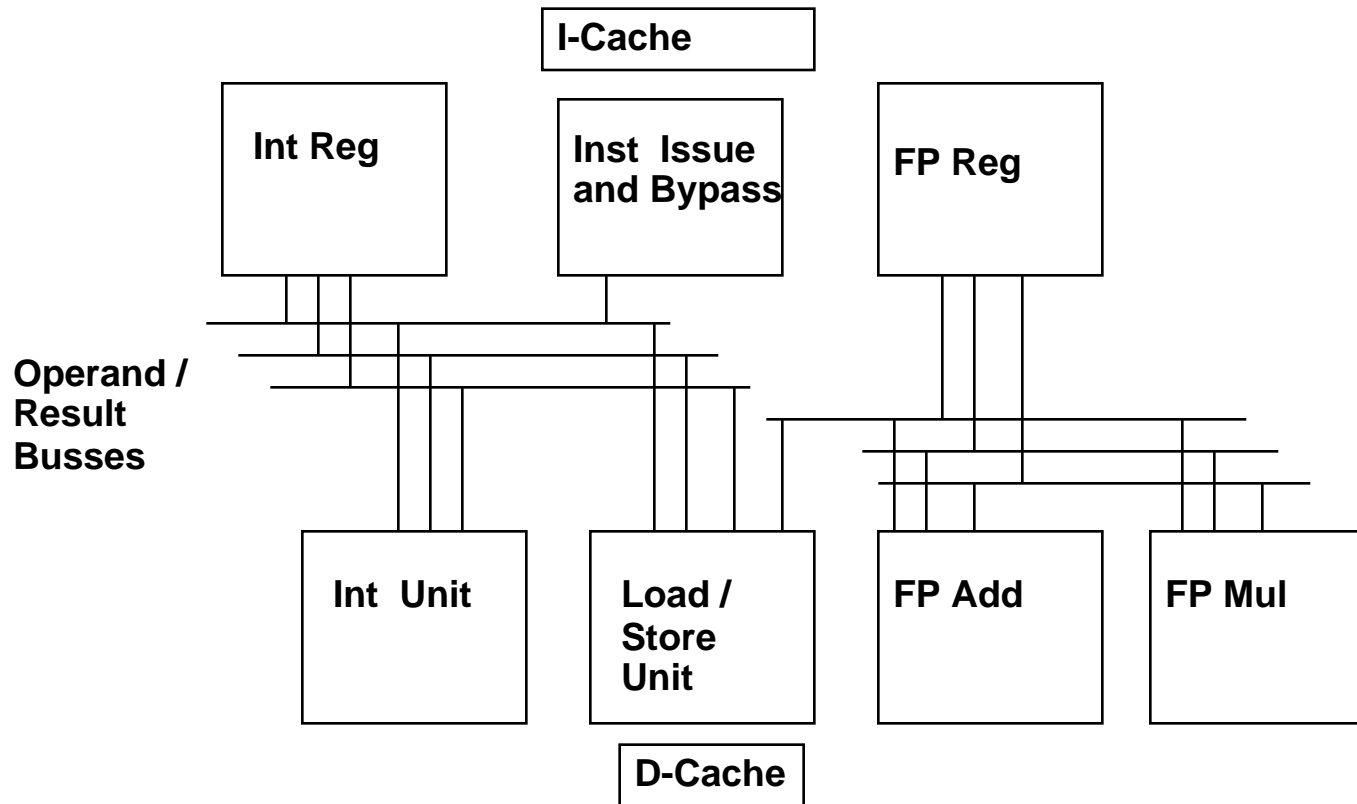 I-Cache
Int Reg
Inst Issue
and Bypass
FP Reg
Operand /
Result
Busses
Int Unit
Load /
Store
Unit
FP Add
FP Mul
D-Cache